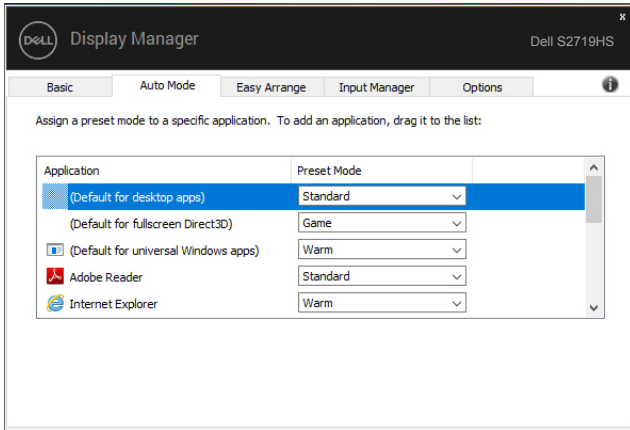 x
DELL Display Manager Dell S2719HS
Basic Auto Mode Easy Arrange Input Manager Options i
Assign a preset mode to a specific application. To add an application, drag it to the list:
Application Preset Mode
(Default for desktop apps) Standard
(Default for fullscreen Direct3D) Game
(Default for universal Windows apps) Warm
Adobe Reader Standard
Internet Explorer Warm